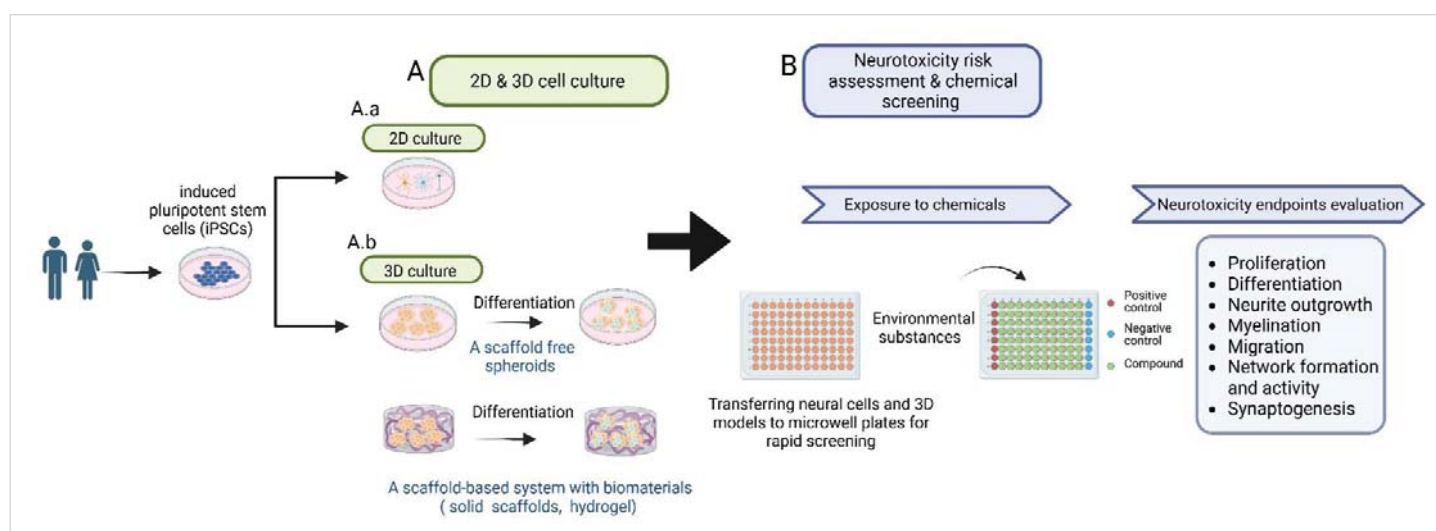 A
2D & 3D cell culture
B
Neurotoxicity risk
assessment & chemical
screening
A.a
2D culture
induced
pluripotent stem
cells (iPSCs)
A.b
3D culture
Differentiation
A scaffold free
spheroids
Differentiation
A scaffold-based system with biomaterials
( solid scaffolds, hydrogel)
Exposure to chemicals
Neurotoxicity endpoints evaluation
Environmental
substances
Positive
control
Negative
control
Compound
Transferring neural cells and 3D
models to microwell plates for
rapid screening
• Proliferation
• Differentiation
• Neurite outgrowth
• Myelination
• Migration
• Network formation
and activity
• Synaptogenesis